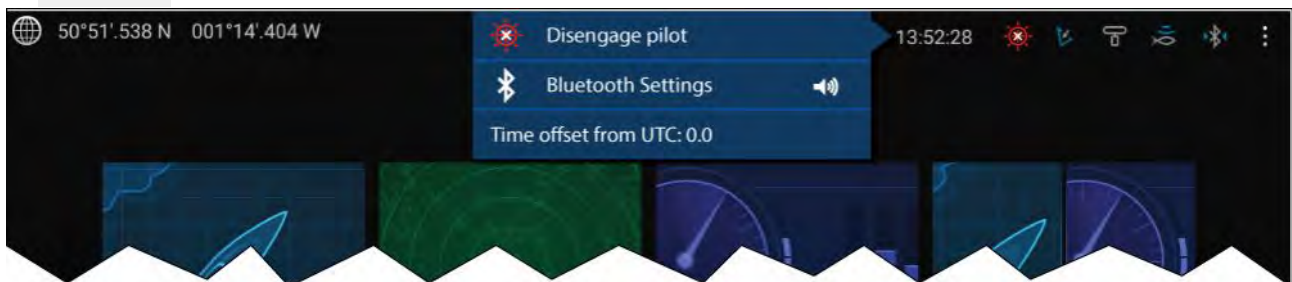 50°51'.538 N 001°14'.404 W
Disengage pilot
13:52:28
Bluetooth Settings
Time offset from UTC: 0.0